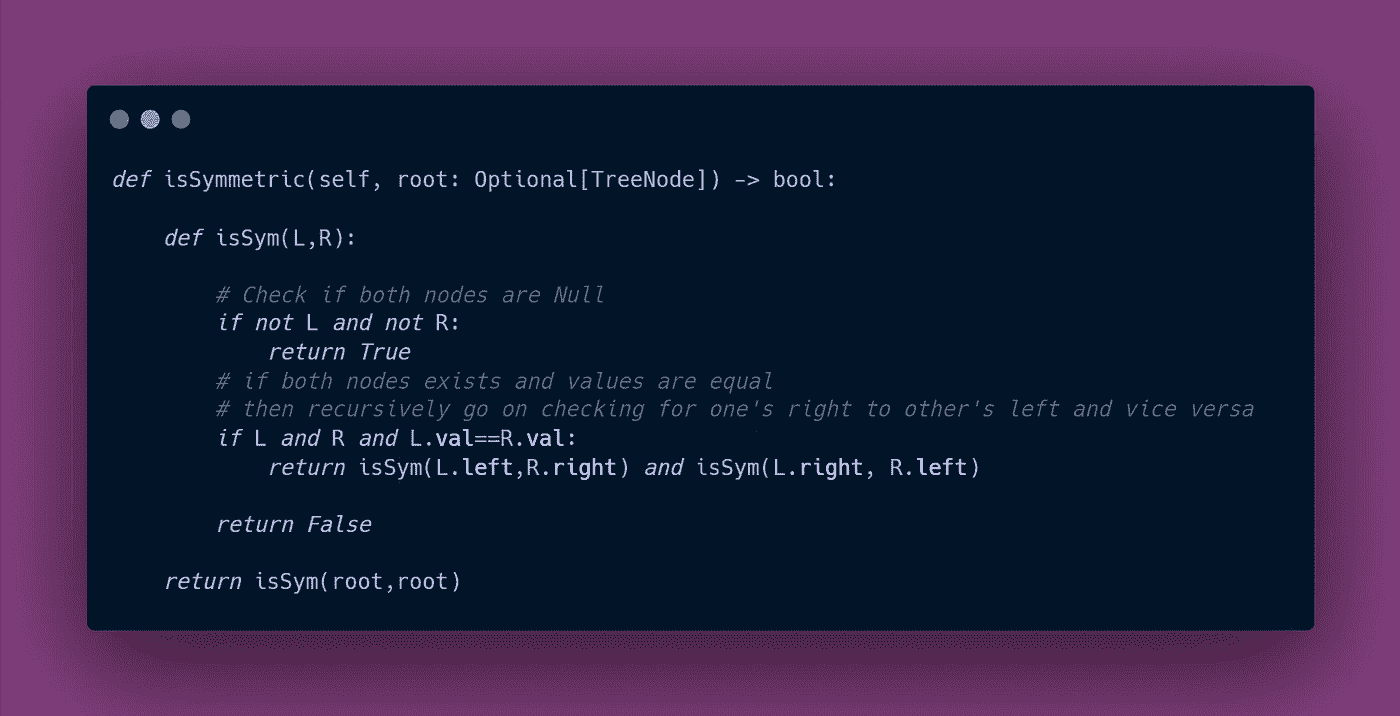 def isSymmetric(self, root: Optional[TreeNode]) -> bool:
def isSym(L,R):
# Check if both nodes are Null
if not L and not R:
return True
# if both nodes exists and values are equal
# then recursively go on checking for one's right to other's left and vice versa
if L and R and L.val==R.val:
return isSym(L.left,R.right) and isSym(L.right, R.left)
return False
return isSym(root,root)